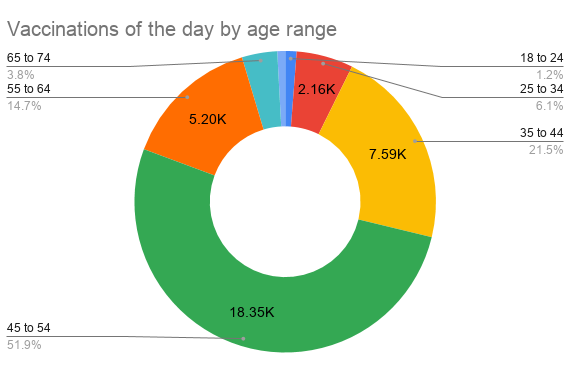 Vaccinations of the day by age range
65 to 74
3.8%
55 to 64
14.7%
45 to 54
51.9%
18 to 24
1.2%
25 to 34
6.1%
35 to 44
21.5%
2.16K
7.59K
5.20K
18.35K